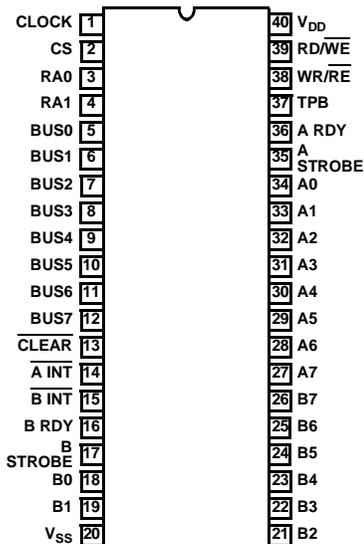 CLOCK 1
CS 2
RA0 3
RA1 4
BUS0 5
BUS1 6
BUS2 7
BUS3 8
BUS4 9
BUS5 10
BUS6 11
BUS7 12
CLEAR 13
A INT 14
B INT 15
B RDY 16
B
STROBE 17
B0 18
B1 19
VSS 20
40 VDD
39 RD/WE
38 WR/RE
37 TPB
36 A RDY
35 A
STROBE
34 A0
33 A1
32 A2
31 A3
30 A4
29 A5
28 A6
27 A7
26 B7
25 B6
24 B5
23 B4
22 B3
21 B2